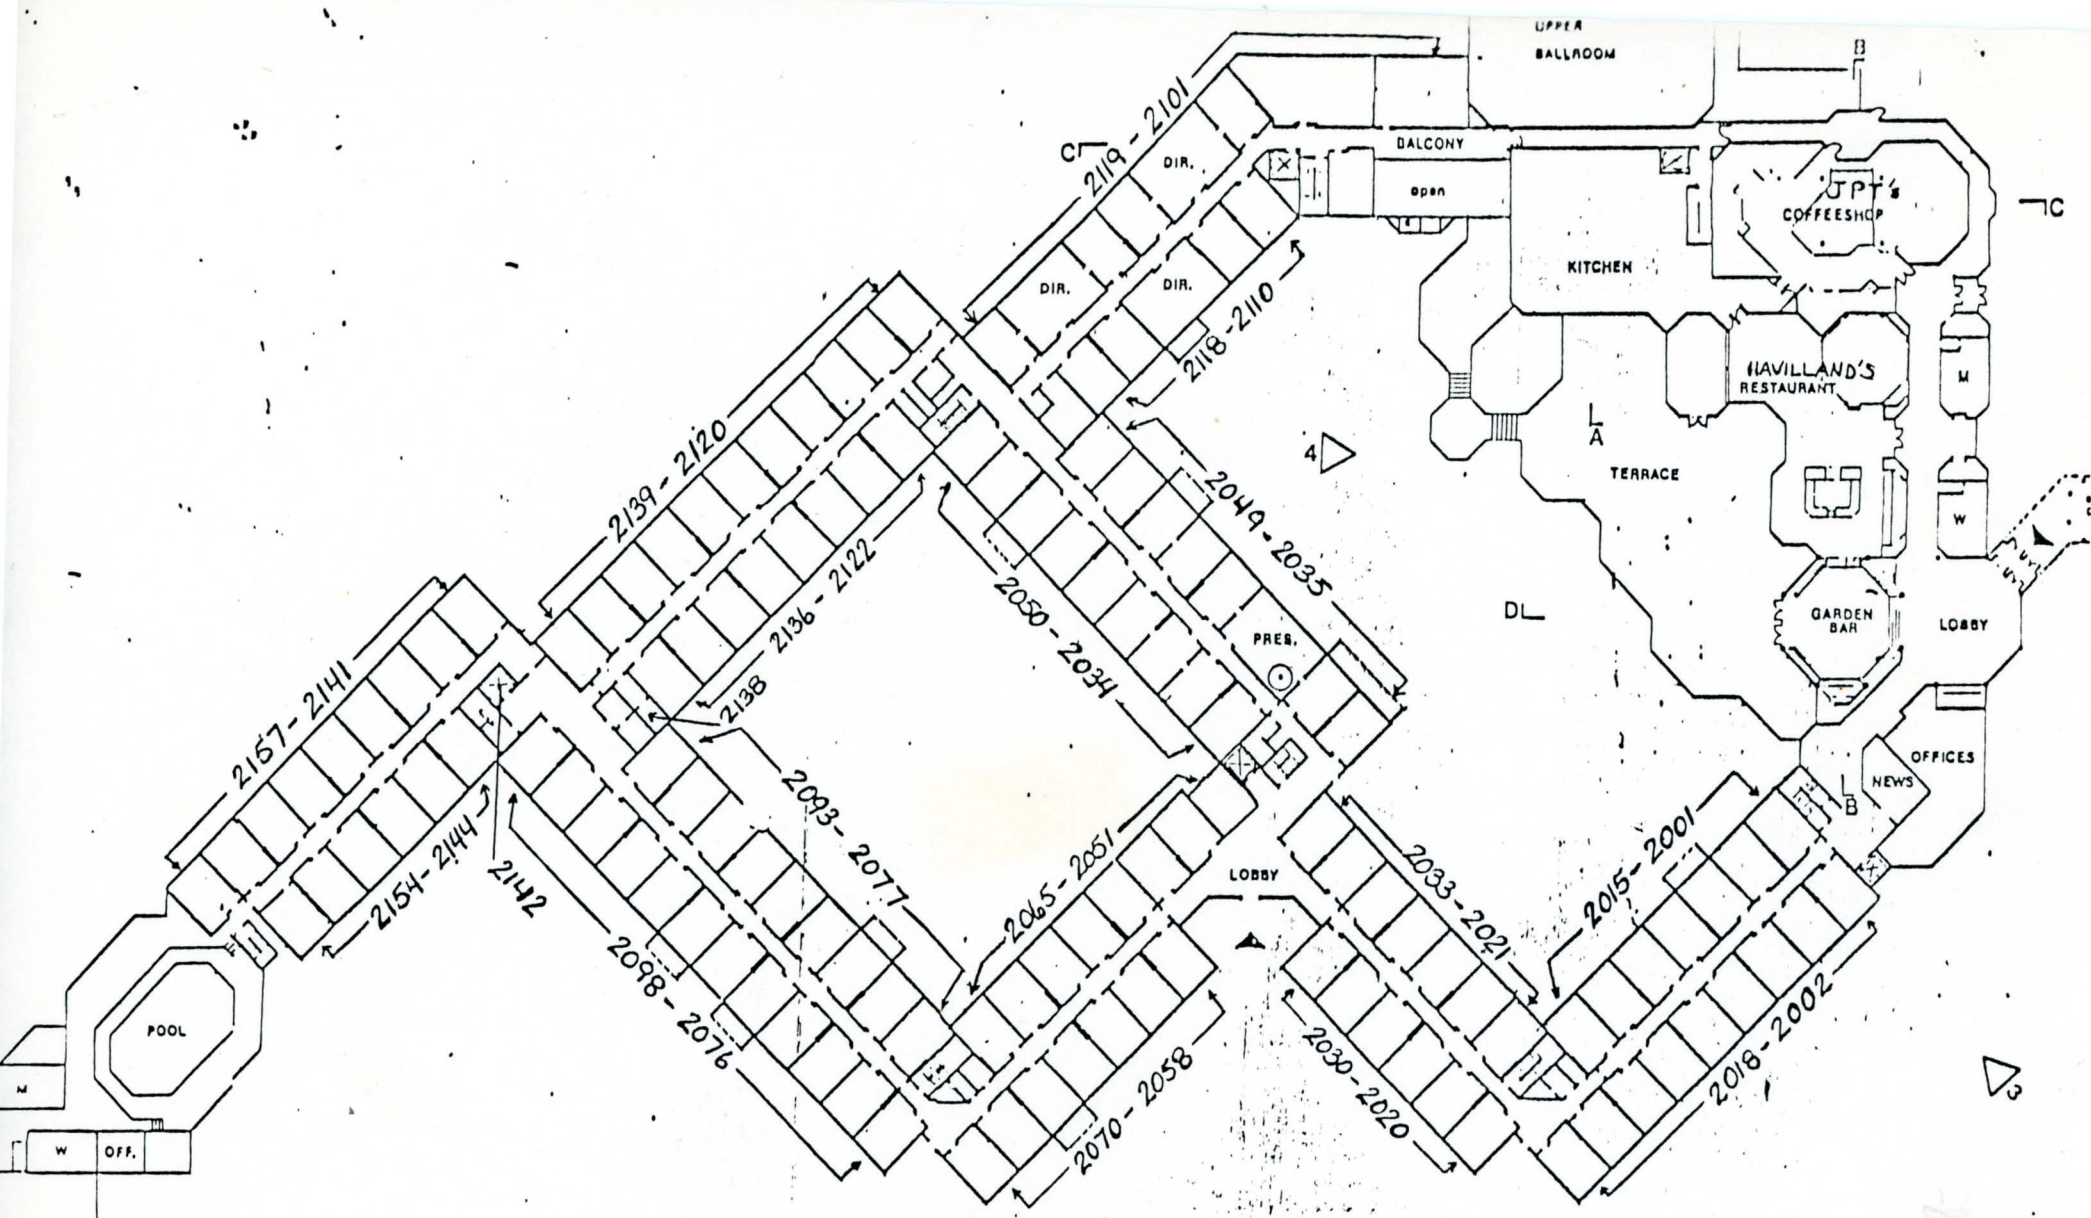 UPPER
BALLROOM
B
C
2119-2101
DIR.
BALCONY
open
JPT's
COFFEESHOP
C
DIR.
DIR.
2118-2110
KITCHEN
HAVILLAND'S
RESTAURANT
M
2139-2120
4
A
TERRACE
2049-2035
W
2136-2122
2050-2034
DL
GARDEN
BAR
LOBBY
PRES.
2157-2141
2138
OFFICES
NEWS
B
2093-2077
2154-2144
2142
2065-2051
LOBBY
2033-2021
2015-2001
2098-2076
POOL
M
2070-2058
2030-2020
2018-2002
3
W
OFF.